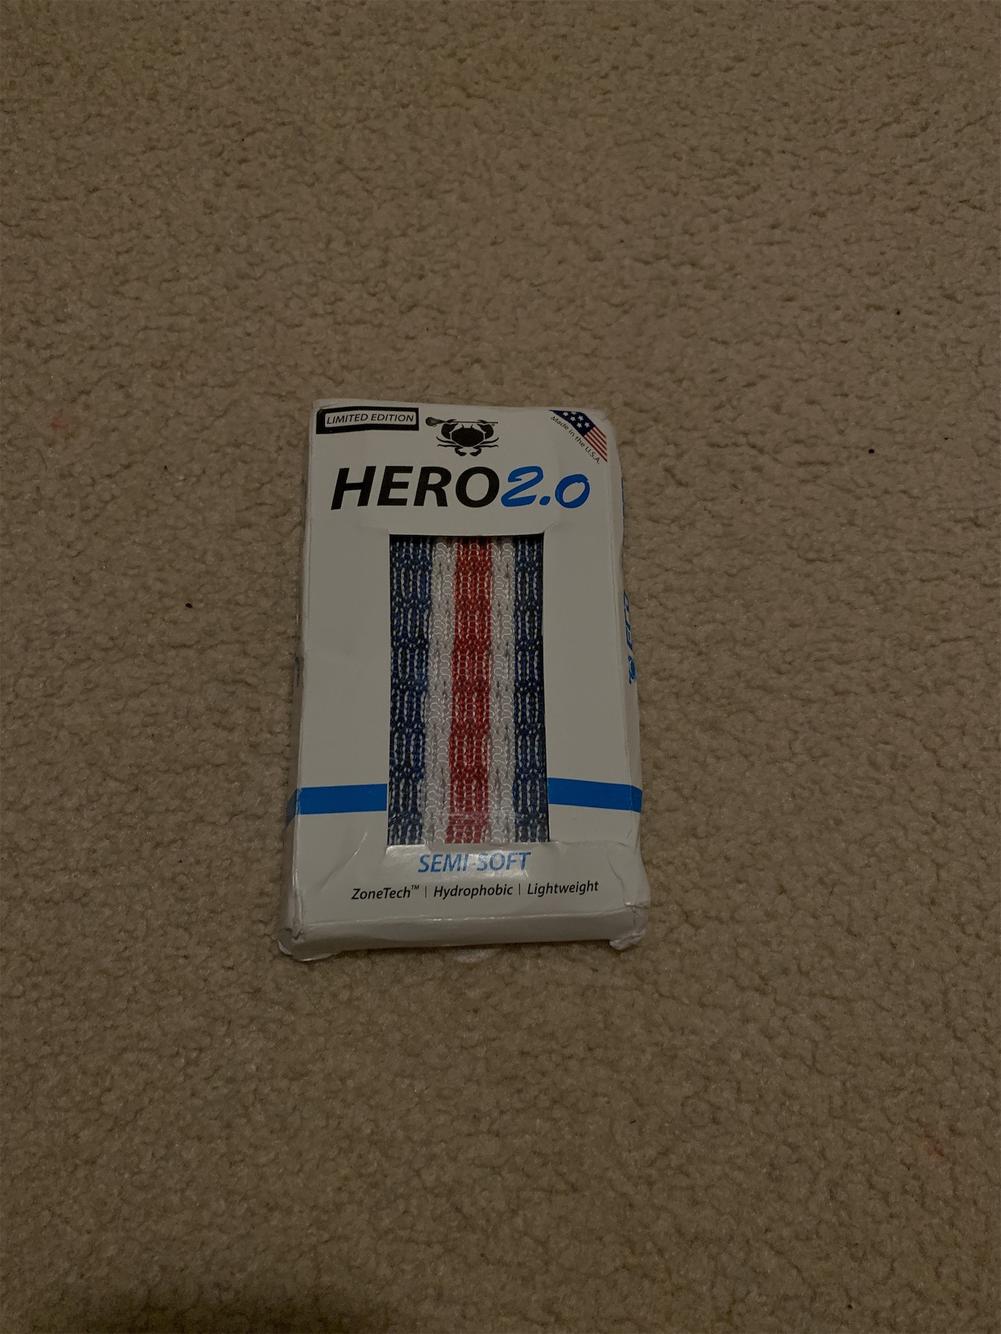 LIMITED EDITION
Made in the U.S.A.
HERO2.0
SEMI-SOFT
ZoneTech™ | Hydrophobic | Lightweight